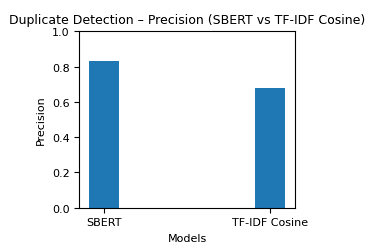 Duplicate Detection – Precision (SBERT vs TF-IDF Cosine)
1.0
0.8
0.6
0.4
0.2
0.0
Precision
SBERT
TF-IDF Cosine
Models